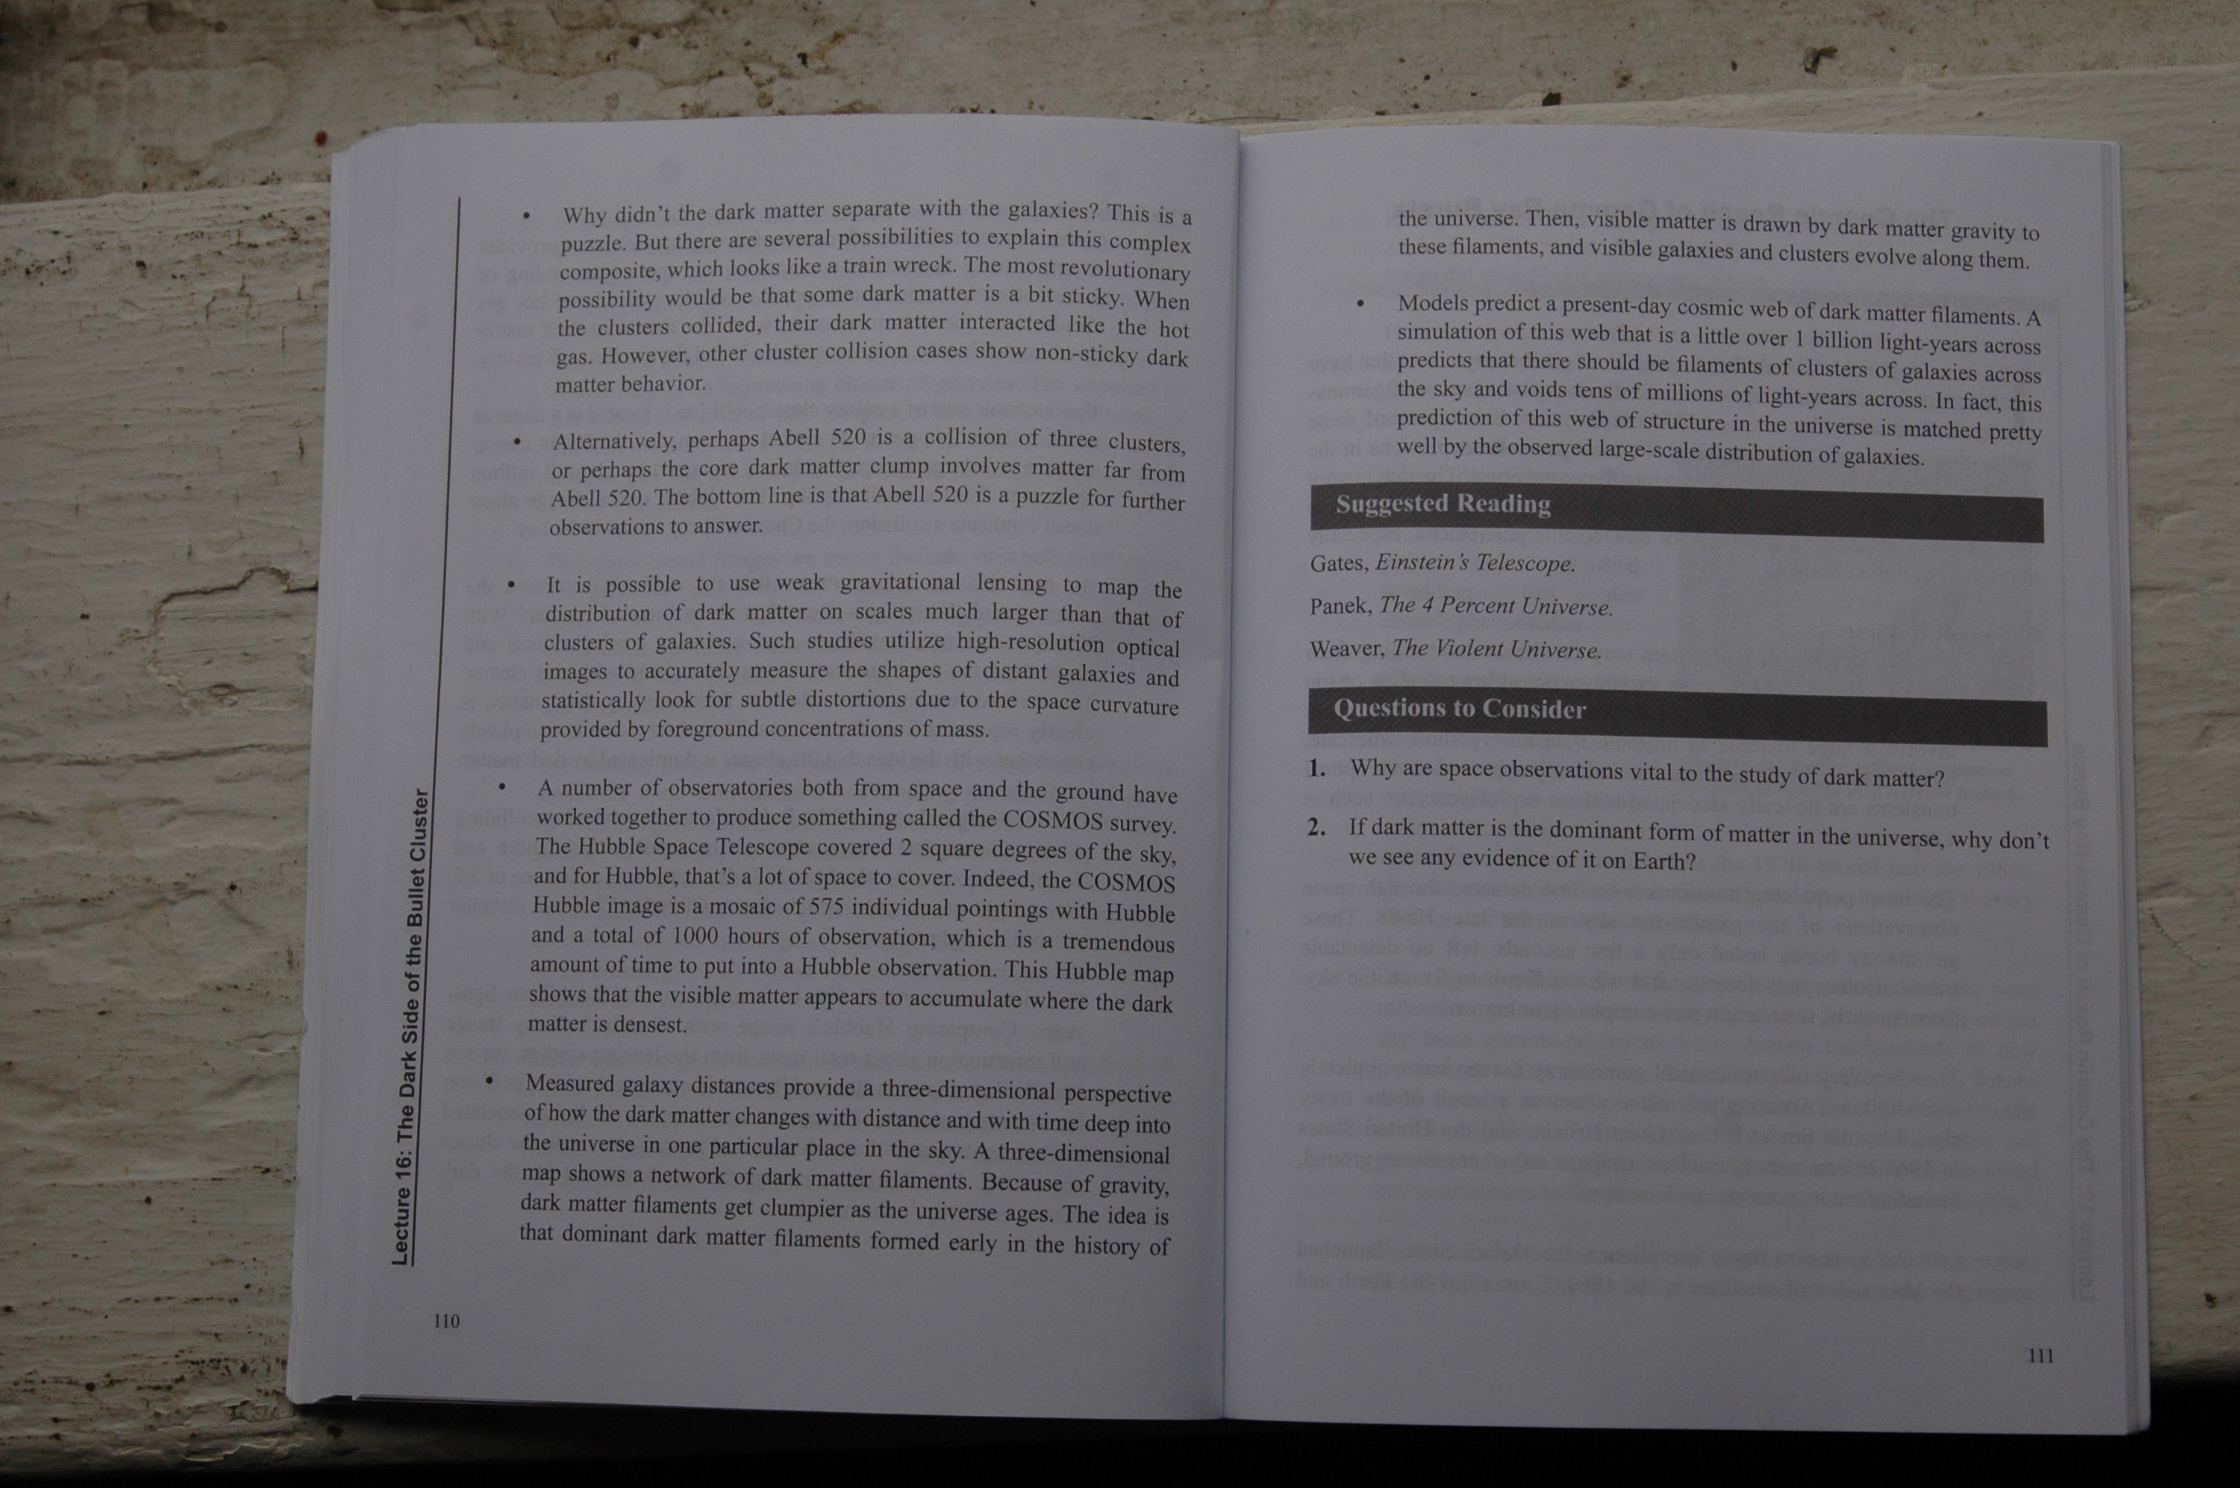 • Why didn't the dark matter separate with the galaxies? This is a
puzzle. But there are several possibilities to explain this complex
composite, which looks like a train wreck. The most revolutionary
possibility would be that some dark matter is a bit sticky. When
the clusters collided, their dark matter interacted like the hot
gas. However, other cluster collision cases show non-sticky dark
matter behavior.
• Alternatively, perhaps Abell 520 is a collision of three clusters,
or perhaps the core dark matter clump involves matter far from
Abell 520. The bottom line is that Abell 520 is a puzzle for further
observations to answer.
• It is possible to use weak gravitational lensing to map the
distribution of dark matter on scales much larger than that of
clusters of galaxies. Such studies utilize high-resolution optical
images to accurately measure the shapes of distant galaxies and
statistically look for subtle distortions due to the space curvature
provided by foreground concentrations of mass.
• A number of observatories both from space and the ground have
worked together to produce something called the COSMOS survey.
The Hubble Space Telescope covered 2 square degrees of the sky,
and for Hubble, that's a lot of space to cover. Indeed, the COSMOS
Hubble image is a mosaic of 575 individual pointings with Hubble
and a total of 1000 hours of observation, which is a tremendous
amount of time to put into a Hubble observation. This Hubble map
shows that the visible matter appears to accumulate where the dark
matter is densest.
• Measured galaxy distances provide a three-dimensional perspective
of how the dark matter changes with distance and with time deep into
the universe in one particular place in the sky. A three-dimensional
map shows a network of dark matter filaments. Because of gravity,
dark matter filaments get clumpier as the universe ages. The idea is
that dominant dark matter filaments formed early in the history of
Lecture 16: The Dark Side of the Bullet Cluster
110
the universe. Then, visible matter is drawn by dark matter gravity to
these filaments, and visible galaxies and clusters evolve along them.
• Models predict a present-day cosmic web of dark matter filaments. A
simulation of this web that is a little over 1 billion light-years across
predicts that there should be filaments of clusters of galaxies across
the sky and voids tens of millions of light-years across. In fact, this
prediction of this web of structure in the universe is matched pretty
well by the observed large-scale distribution of galaxies.
Suggested Reading
Gates, Einstein's Telescope.
Panek, The 4 Percent Universe.
Weaver, The Violent Universe.
Questions to Consider
1. Why are space observations vital to the study of dark matter?
2. If dark matter is the dominant form of matter in the universe, why don't
we see any evidence of it on Earth?
111